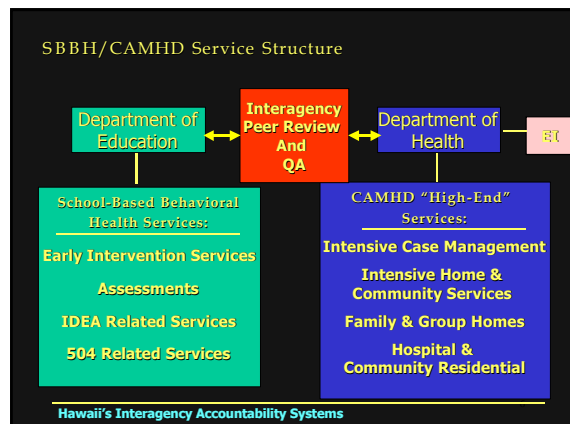 SBBH/CAMHD Service Structure
Department of
Education
Interagency
Peer Review
And
QA
Department of
Health
EI
School-Based Behavioral
Health Services:
Early Intervention Services
Assessments
IDEA Related Services
504 Related Services
CAMHD “High-End”
Services:
Intensive Case Management
Intensive Home &
Community Services
Family & Group Homes
Hospital &
Community Residential
Hawaii’s Interagency Accountability Systems